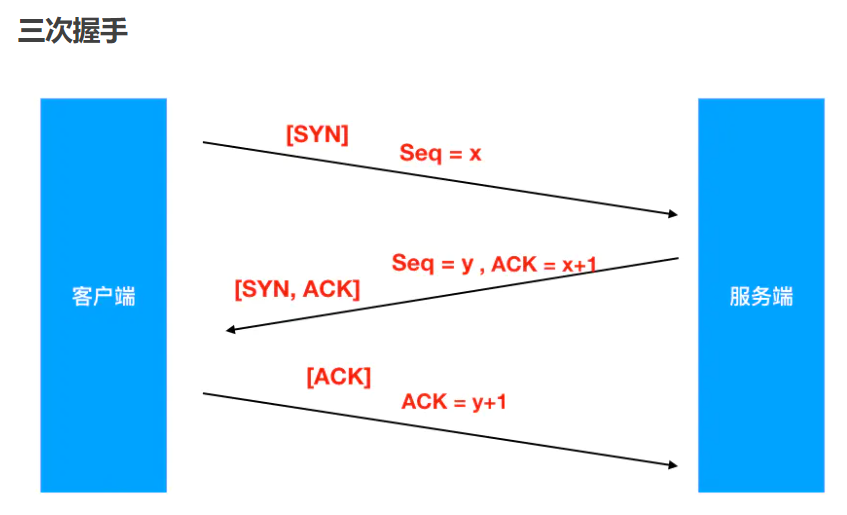 三次握手
[SYN]
Seq = x
Seq = y , ACK = x+1
[SYN, ACK]
客户端
服务端
[ACK]
ACK = y+1